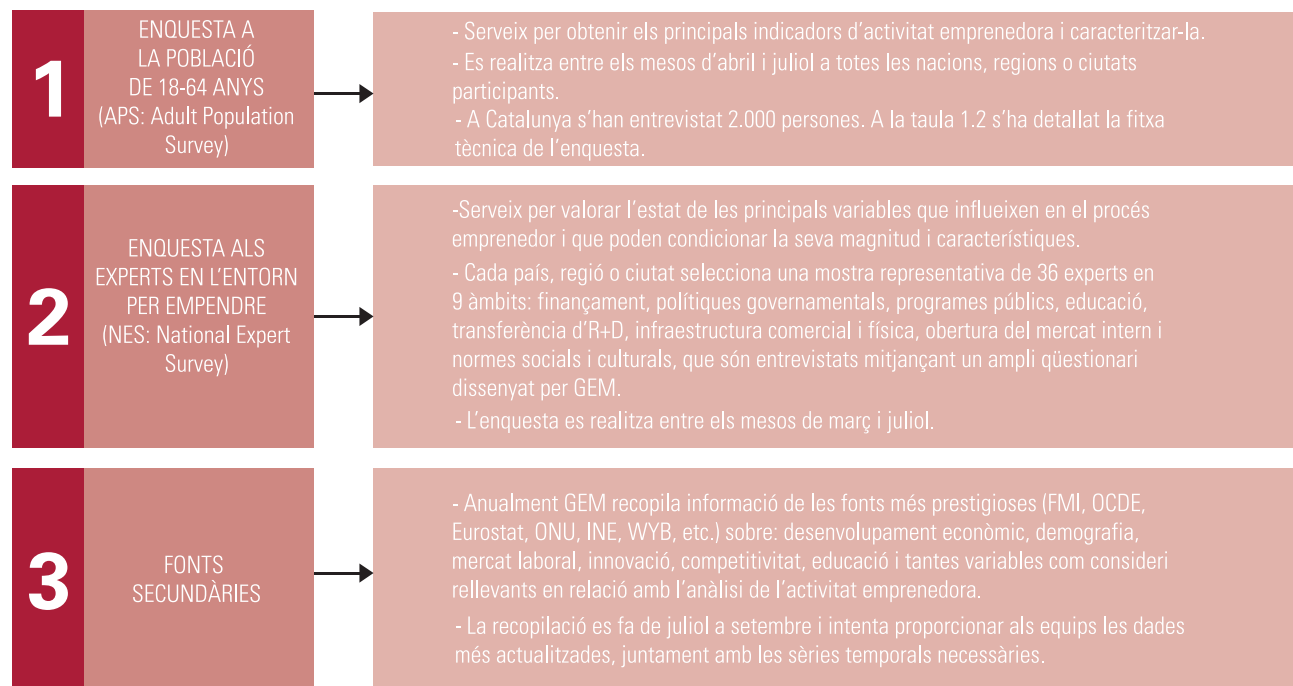 1
ENQUESTA A
LA POBLACIÓ
DE 18-64 ANYS
(APS: Adult Population
Survey)
- Serveix per obtenir els principals indicadors d'activitat emprenedora i caracteritzar-la.
- Es realitza entre els mesos d'abril i juliol a totes les nacions, regions o ciutats
participants.
- A Catalunya s'han entrevistat 2.000 persones. A la taula 1.2 s'ha detallat la fitxa
tècnica de l'enquesta.
2
ENQUESTA ALS
EXPERTS EN L'ENTORN
PER EMPENDRE
(NES: National Expert
Survey)
-Serveix per valorar l'estat de les principals variables que influeixen en el procés
emprenedor i que poden condicionar la seva magnitud i característiques.
- Cada país, regió o ciutat selecciona una mostra representativa de 36 experts en
9 àmbits: finançament, polítiques governamentals, programes públics, educació,
transferència d'R+D, infraestructura comercial i física, obertura del mercat intern i
normes socials i culturals, que són entrevistats mitjançant un ampli qüestionari
dissenyat per GEM.
- L'enquesta es realitza entre els mesos de març i juliol.
3
FONTS
SECUNDÀRIES
- Anualment GEM recopila informació de les fonts més prestigioses (FMI, OCDE,
Eurostat, ONU, INE, WYB, etc.) sobre: desenvolupament econòmic, demografia,
mercat laboral, innovació, competitivitat, educació i tantes variables com consideri
rellevants en relació amb l'anàlisi de l'activitat emprenedora.
- La recopilació es fa de juliol a setembre i intenta proporcionar als equips les dades
més actualitzades, juntament amb les sèries temporals necessàries.